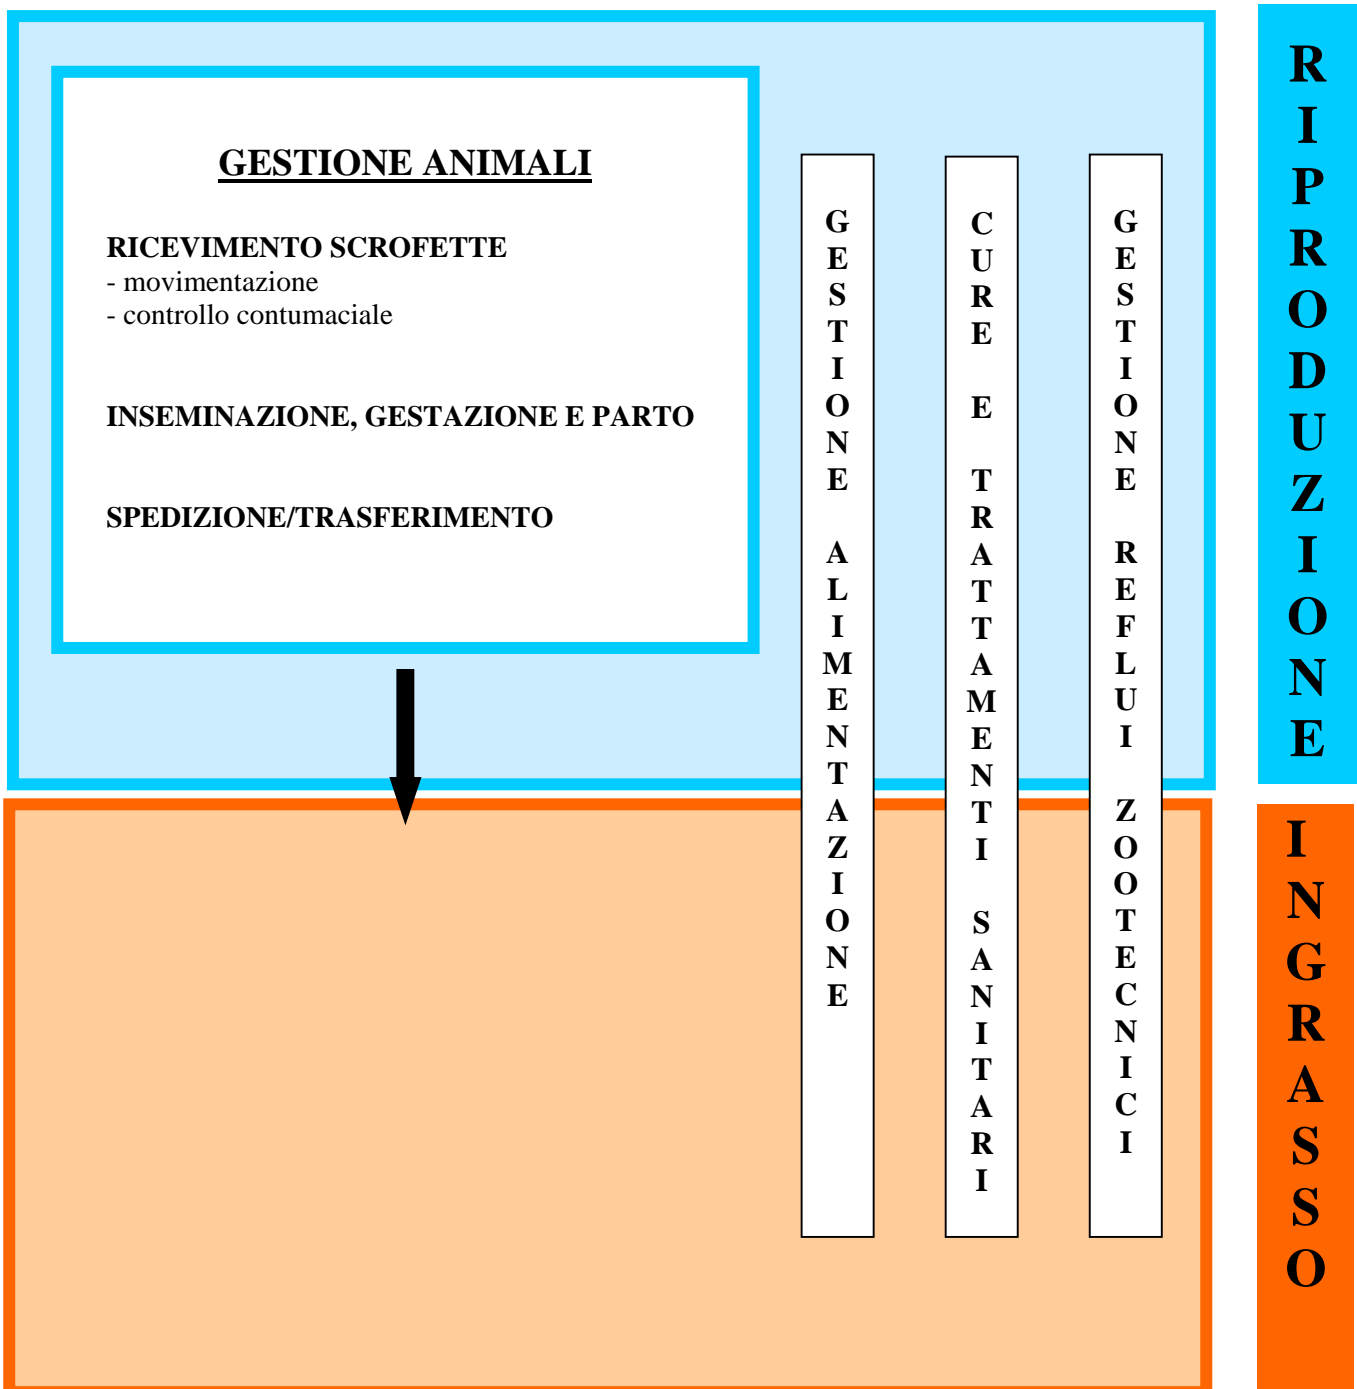 GESTIONE ANIMALI
RICEVIMENTO SCROFETTE
- movimentazione
- controllo contumaciale
INSEMINAZIONE, GESTAZIONE E PARTO
SPEDIZIONE/TRASFERIMENTO
GESTIONE ALIMENTAZIONE
CURE E TRATTAMENTI SANITARI
GESTIONE REFLUI ZOOTECNICI
RIPRODUZIONE
INGRASSO